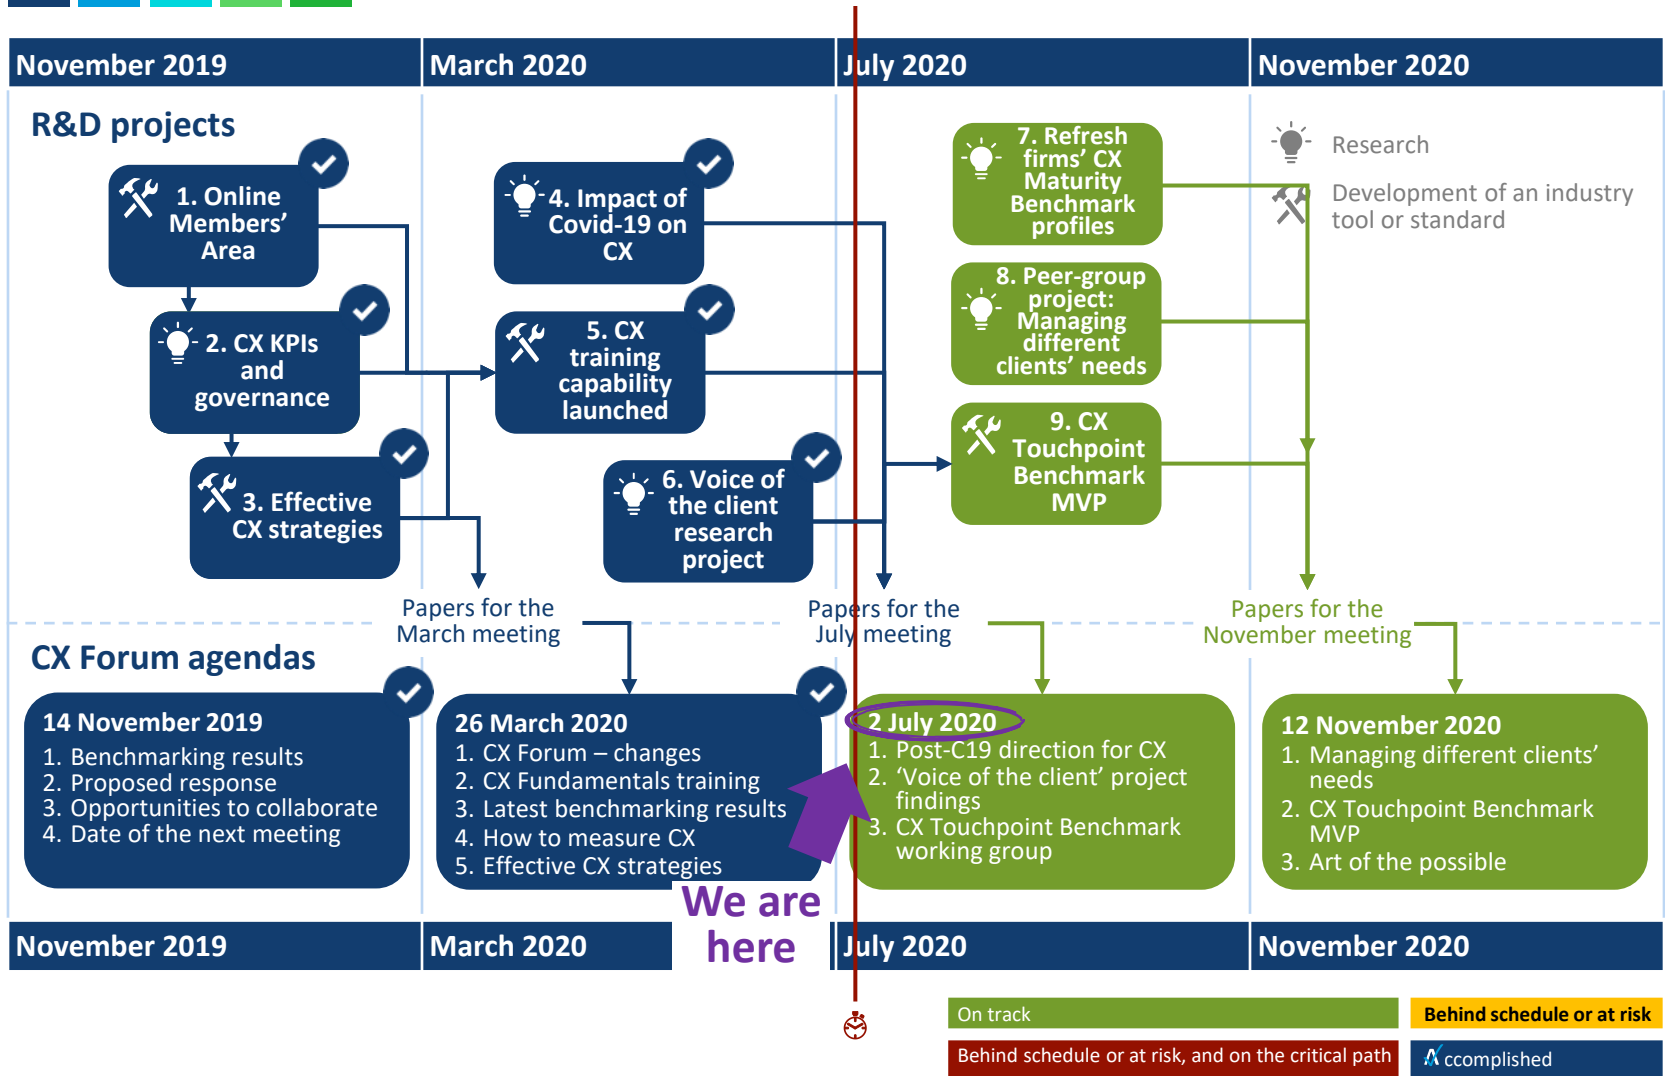 November 2019
March 2020
July 2020
November 2020
R&D projects
1. Online
Members’
Area
2. CX KPIs
and
governance
3. Effective
CX strategies
4. Impact of
Covid-19 on
CX
5. CX
training
capability
launched
6. Voice of
the client
research
project
7. Refresh
firms’ CX
Maturity
Benchmark
profiles
8. Peer-group
project:
Managing
different
clients’ needs
9. CX
Touchpoint
Benchmark
MVP
Research
Development of an industry
tool or standard
Papers for the
March meeting
Papers for the
July meeting
Papers for the
November meeting
CX Forum agendas
14 November 2019
1. Benchmarking results
2. Proposed response
3. Opportunities to collaborate
4. Date of the next meeting
26 March 2020
1. CX Forum – changes
2. CX Fundamentals training
3. Latest benchmarking results
4. How to measure CX
5. Effective CX strategies
2 July 2020
1. Post-C19 direction for CX
2. ‘Voice of the client’ project
findings
3. CX Touchpoint Benchmark
working group
12 November 2020
1. Managing different clients’
needs
2. CX Touchpoint Benchmark
MVP
3. Art of the possible
We are
here
November 2019
March 2020
July 2020
November 2020
On track
Behind schedule or at risk
Behind schedule or at risk, and on the critical path
Accomplished